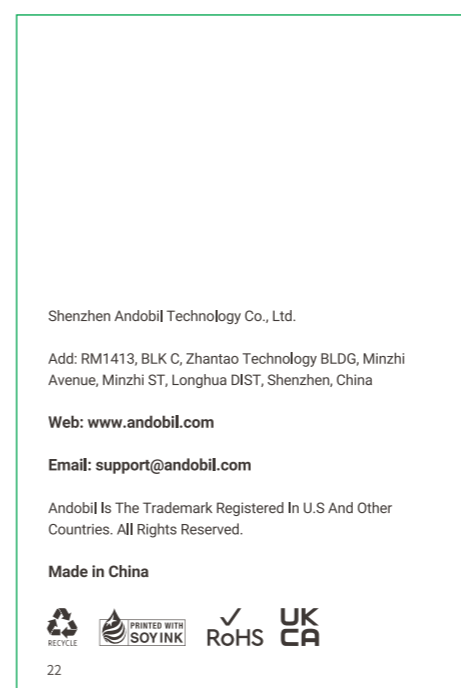 Shenzhen Andobil Technology Co., Ltd.
Add: RM1413, BLK C, Zhantao Technology BLDG, Minzhi
Avenue, Minzhi ST, Longhua DIST, Shenzhen, China
Web: www.andobil.com
Email: support@andobil.com
Andobil Is The Trademark Registered In U.S And Other
Countries. All Rights Reserved.
Made in China
RECYCLE
PRINTED WITH
SOY INK
RoHS
UK
CA
22